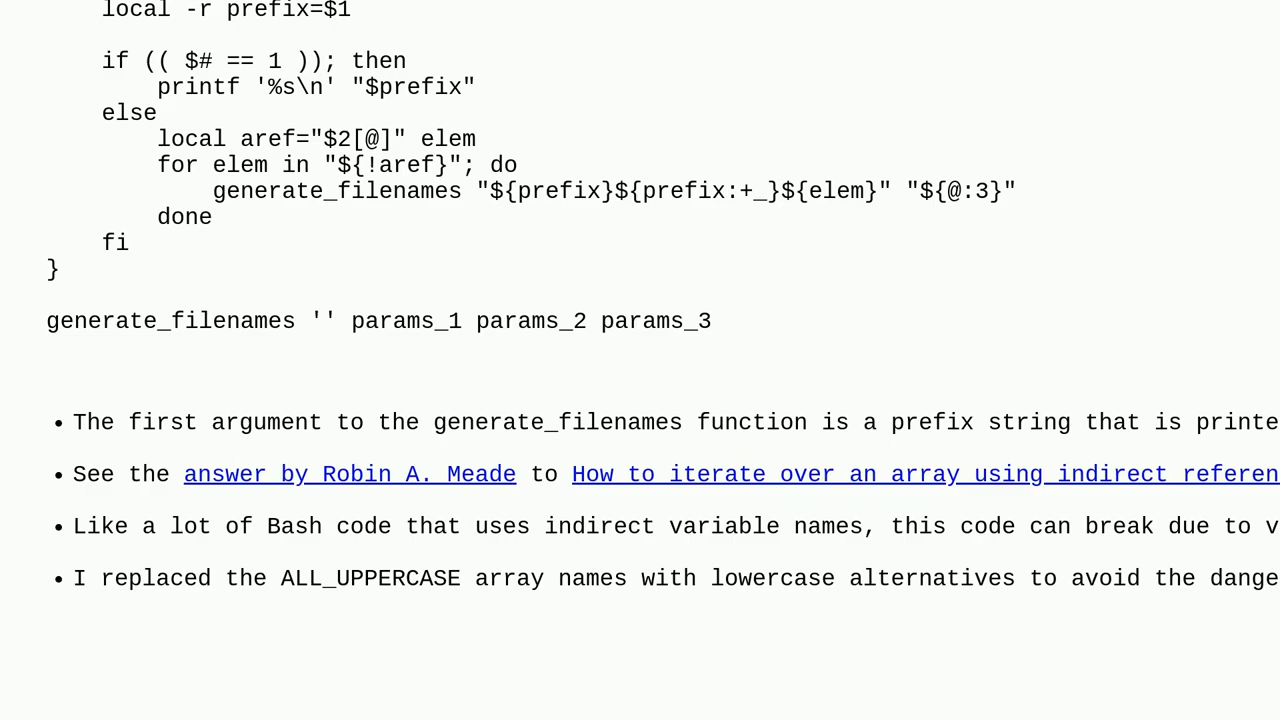 local -r prefix=$1
if (( $# == 1 )); then
printf '%s\n' "$prefix"
else
local aref="$2[@]" elem
for elem in "${!aref}"; do
generate_filenames "${prefix}${prefix:+_}${elem}" "${@:3}"
done
fi
}
generate_filenames '' params_1 params_2 params_3
• The first argument to the generate_filenames function is a prefix string that is printe
• See the answer by Robin A. Meade to How to iterate over an array using indirect referen
• Like a lot of Bash code that uses indirect variable names, this code can break due to v
• I replaced the ALL_UPPERCASE array names with lowercase alternatives to avoid the dange